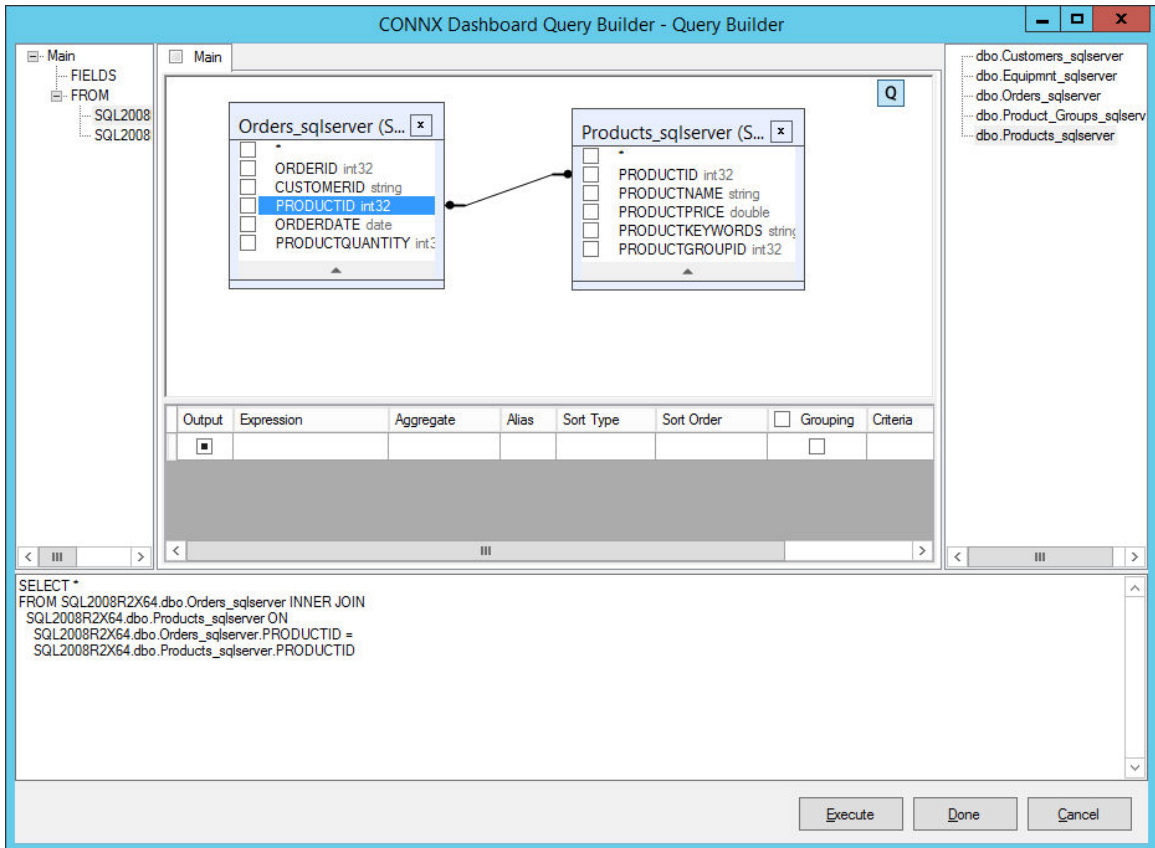 CONNX Dashboard Query Builder - Query Builder
Main
FIELDS
FROM
SQL2008
SQL2008
Main
Q
Orders_sqlserver (S...
*
ORDERID int32
CUSTOMERID string
PRODUCTID int32
ORDERDATE date
PRODUCTQUANTITY int3
Products_sqlserver (S...
*
PRODUCTID int32
PRODUCTNAME string
PRODUCTPRICE double
PRODUCTKEYWORDS string
PRODUCTGROUPID int32
dbo.Customers_sqlserver
dbo.Equipmnt_sqlserver
dbo.Orders_sqlserver
dbo.Product_Groups_sqlserv
dbo.Products_sqlserver
Output Expression Aggregate Alias Sort Type Sort Order Grouping Criteria
SELECT *
FROM SQL2008R2X64.dbo.Orders_sqlserver INNER JOIN
SQL2008R2X64.dbo.Products_sqlserver ON
SQL2008R2X64.dbo.Orders_sqlserver.PRODUCTID =
SQL2008R2X64.dbo.Products_sqlserver.PRODUCTID
Execute Done Cancel